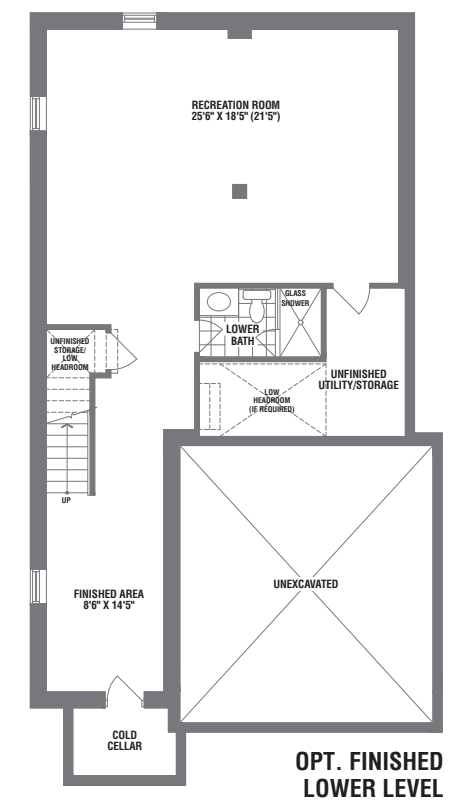 RECREATION ROOM
25'6" X 18'5" (21'5")
GLASS
SHOWER
LOWER
BATH
UNFINISHED
STORAGE/
LOW
HEADROOM
UNFINISHED
UTILITY/STORAGE
LOW
HEADROOM
(IF REQUIRED)
UP
UNEXCAVATED
FINISHED AREA
8'6" X 14'5"
COLD
CELLAR
OPT. FINISHED
LOWER LEVEL